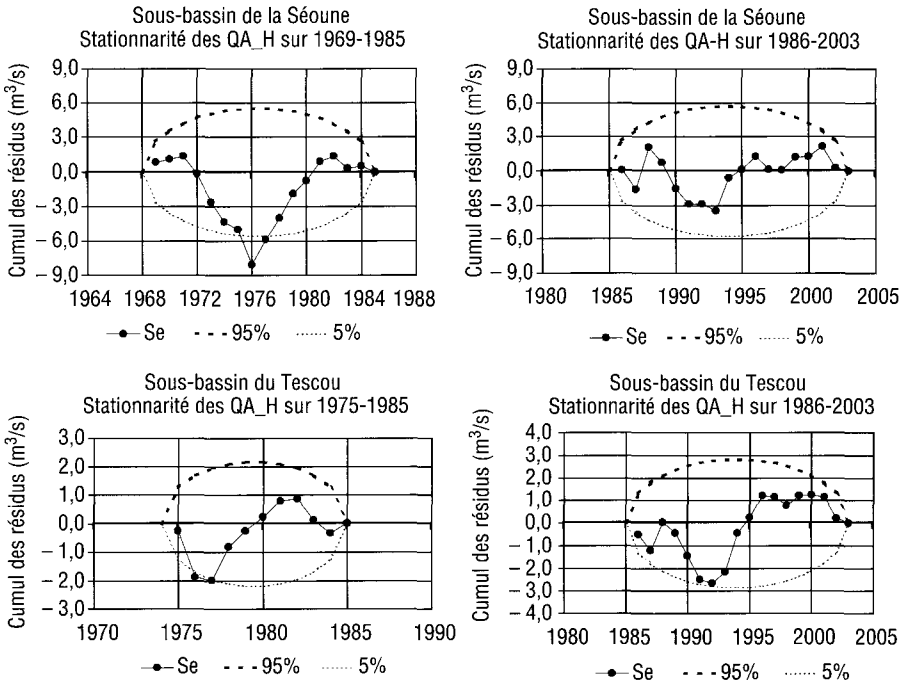 Sous-bassin de la Séoune
Stationnarité des QA_H sur 1969-1985
Cumul des résidus (m³/s)
9,0
6,0
3,0
0,0
– 3,0
– 6,0
– 9,0
1964 1968 1972 1976 1980 1984 1988
Se 95% 5%
Sous-bassin de la Séoune
Stationnarité des QA-H sur 1986-2003
Cumul des résidus (m³/s)
9,0
6,0
3,0
0,0
– 3,0
– 6,0
9,0
1980 1985 1990 1995 2000 2005
Se 95% 5%
Sous-bassin du Tescou
Stationnarité des QA_H sur 1975-1985
Cumul des résidus (m³/s)
3,0
2,0
1,0
0,0
– 1,0
– 2,0
3,0
1970 1975 1980 1985 1990
Se 95% 5%
Sous-bassin du Tescou
Stationnarité des QA_H sur 1986-2003
Cumul des résidus (m³/s)
4,0
3,0
2,0
1,0
0,0
– 1,0
– 2,0
– 3,0
– 4,0
1980 1985 1990 1995 2000 2005
Se 95% 5%